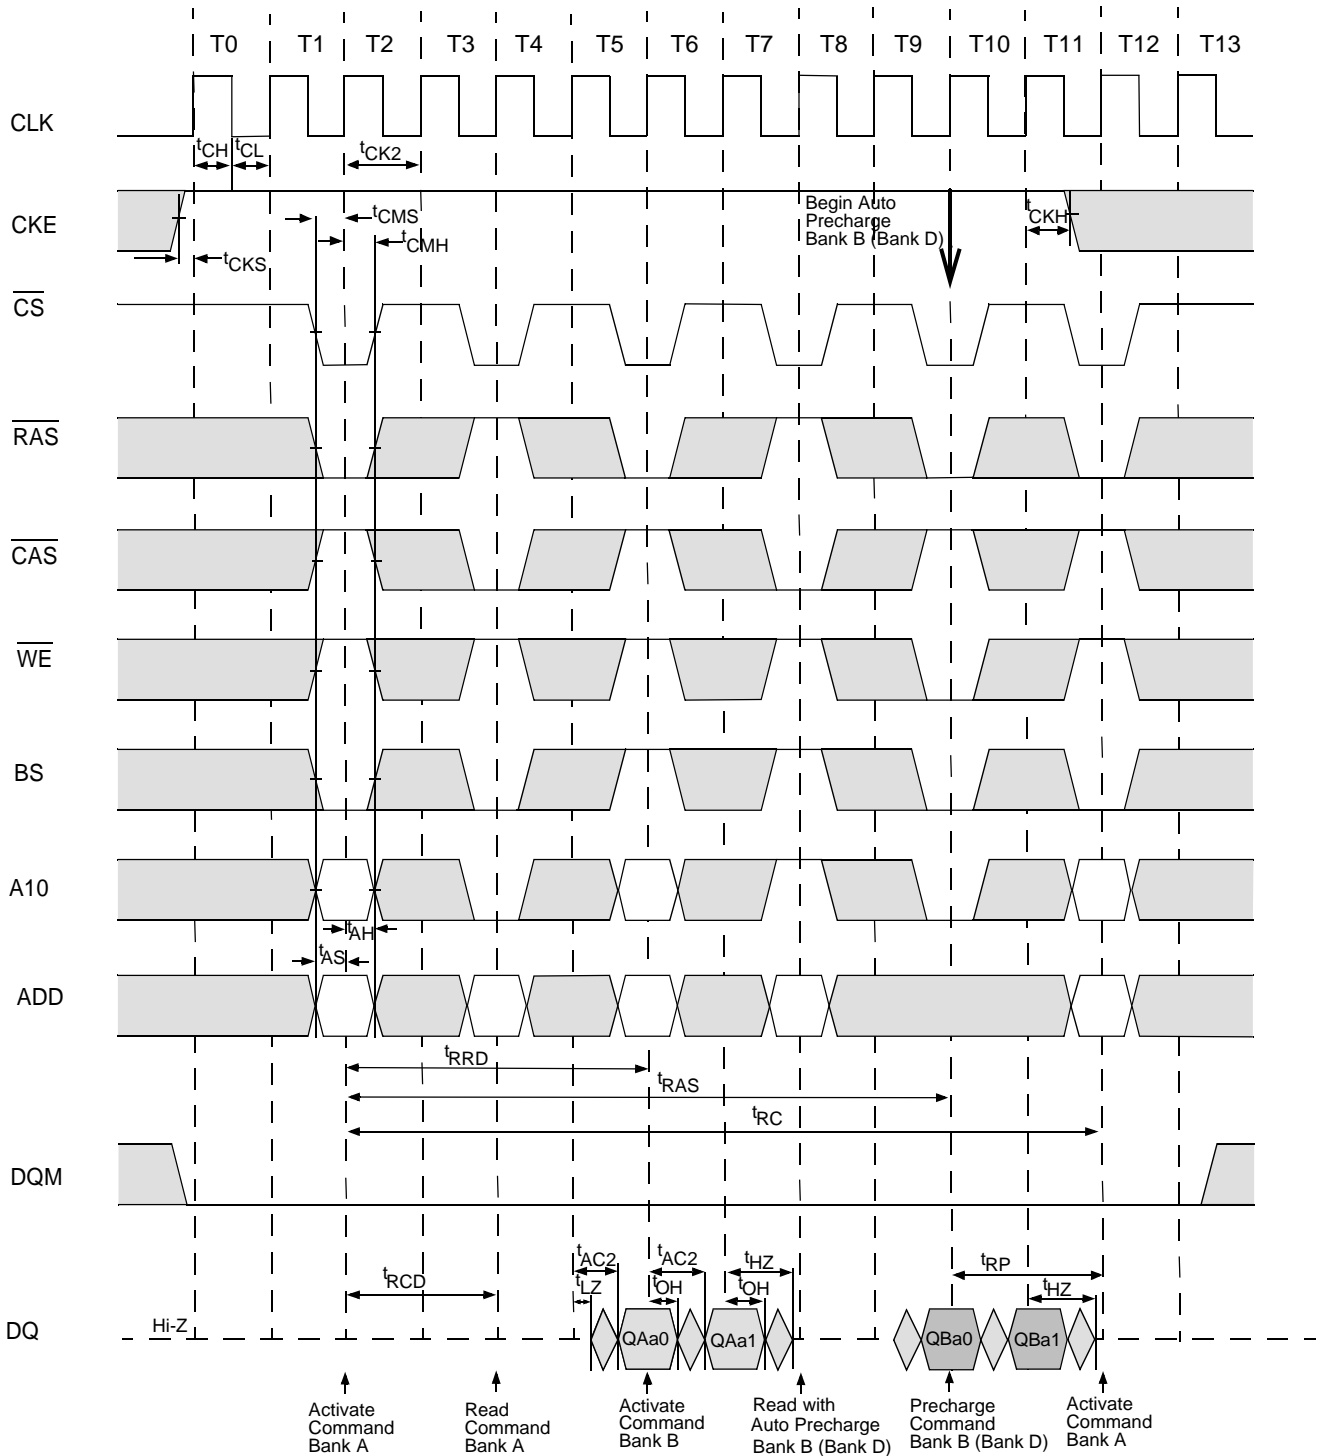 T0 T1 T2 T3 T4 T5 T6 T7 T8 T9 T10 T11 T12 T13
CLK
tCH tCL tCK2
CKE
tCMS
tCMH
tCKS
Begin Auto
Precharge
Bank B (Bank D)
tCKH
CS
RAS
CAS
WE
BS
A10
tAH
tAS
ADD
tRRD
tRAS
tRC
DQM
tRCD
tAC2 tAC2 tHZ
tLZ tOH tOH
tRP
tHZ
DQ
Hi-Z
QAa0 QAa1 QBa0 QBa1
Activate
Command
Bank A
Read
Command
Bank A
Activate
Command
Bank B
Read with
Auto Precharge
Bank B (Bank D)
Precharge
Command
Bank B (Bank D)
Activate
Command
Bank A